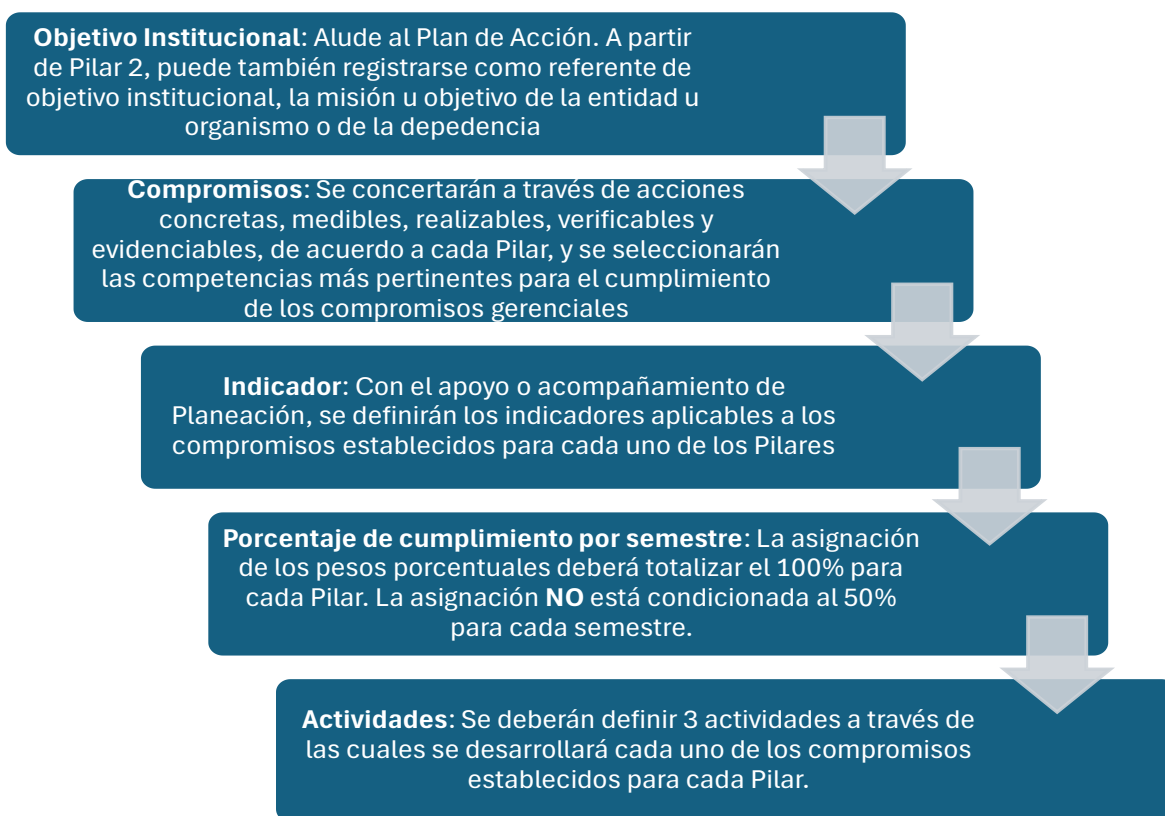 Objetivo Institucional: Alude al Plan de Acción. A partir
de Pilar 2, puede también registrarse como referente de
objetivo institucional, la misión u objetivo de la entidad u
organismo o de la depedencia
Compromisos: Se concertarán a través de acciones
concretas, medibles, realizables, verificables y
evidenciables, de acuerdo a cada Pilar, y se seleccionarán
las competencias más pertinentes para el cumplimiento
de los compromisos gerenciales
Indicador: Con el apoyo o acompañamiento de
Planeación, se definirán los indicadores aplicables a los
compromisos establecidos para cada uno de los Pilares
Porcentaje de cumplimiento por semestre: La asignación
de los pesos porcentuales deberá totalizar el 100% para
cada Pilar. La asignación NO está condicionada al 50%
para cada semestre.
Actividades: Se deberán definir 3 actividades a través de
las cuales se desarrollará cada uno de los compromisos
establecidos para cada Pilar.